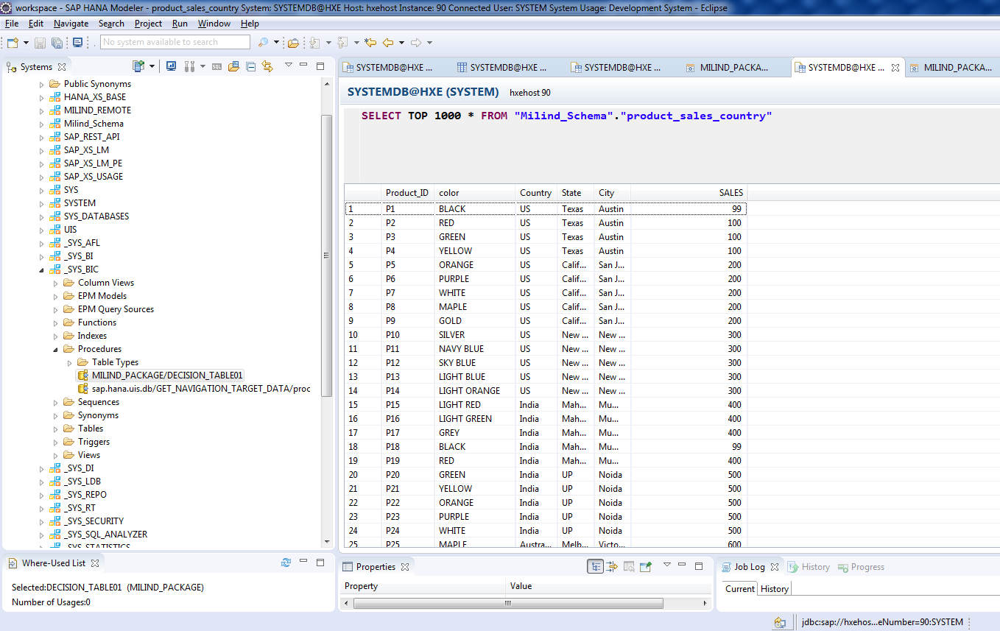 workspace - SAP HANA Modeler - product_sales_country System: SYSTEMDB@HXE Host: hxehost Instance: 90 Connected User: SYSTEM System Usage: Development System - Eclipse
File Edit Navigate Search Project Run Window Help
No system available to search
Systems
Public Synonyms
HANA_XS_BASE
MILIND_REMOTE
Milind_Schema
SAP_REST_API
SAP_XS_LM
SAP_XS_LM_PE
SAP_XS_USAGE
SYS
SYSTEM
SYS_DATABASES
UIS
_SYS_AFL
_SYS_BI
_SYS_BIC
Column Views
EPM Models
EPM Query Sources
Functions
Indexes
Procedures
Table Types
MILIND_PACKAGE/DECISION_TABLE01
sap.hana.uis.db/GET_NAVIGATION_TARGET_DATA/proc
Sequences
Synonyms
Tables
Triggers
Views
_SYS_DI
_SYS_LDB
_SYS_REPO
_SYS_RT
_SYS_SECURITY
_SYS_SQL_ANALYZER
_SYS_STATISTICS
SYSTEMDB@HXE ... SYSTEMDB@HXE ... SYSTEMDB@HXE ... MILIND_PACKA... SYSTEMDB@HXE ... MILIND_PACKA...
SYSTEMDB@HXE (SYSTEM) hxehost 90
SELECT TOP 1000 * FROM "Milind_Schema"."product_sales_country"
Product_ID color Country State City SALES
1 P1 BLACK US Texas Austin 99
2 P2 RED US Texas Austin 100
3 P3 GREEN US Texas Austin 100
4 P4 YELLOW US Texas Austin 100
5 P5 ORANGE US Calif... San J... 200
6 P6 PURPLE US Calif... San J... 200
7 P7 WHITE US Calif... San J... 200
8 P8 MAPLE US Calif... San J... 200
9 P9 GOLD US Calif... San J... 200
10 P10 SILVER US New ... New ... 300
11 P11 NAVY BLUE US New ... New ... 300
12 P12 SKY BLUE US New ... New ... 300
13 P13 LIGHT BLUE US New ... New ... 300
14 P14 LIGHT ORANGE US New ... New ... 300
15 P15 LIGHT RED India Mah... Mu... 400
16 P16 LIGHT GREEN India Mah... Mu... 400
17 P17 GREY India Mah... Mu... 400
18 P18 BLACK India Mah... Mu... 99
19 P19 RED India Mah... Mu... 400
20 P20 GREEN India UP Noida 500
21 P21 YELLOW India UP Noida 500
22 P22 ORANGE India UP Noida 500
23 P23 PURPLE India UP Noida 500
24 P24 WHITE India UP Noida 500
25 P25 MAPLE Austra... Melb... Victo... 600
Where-Used List
Selected:DECISION_TABLE01 (MILIND_PACKAGE)
Number of Usages:0
Properties
Property Value
Job Log History Progress
Current History
jdbc:sap://hxehos...eNumber=90:SYSTEM